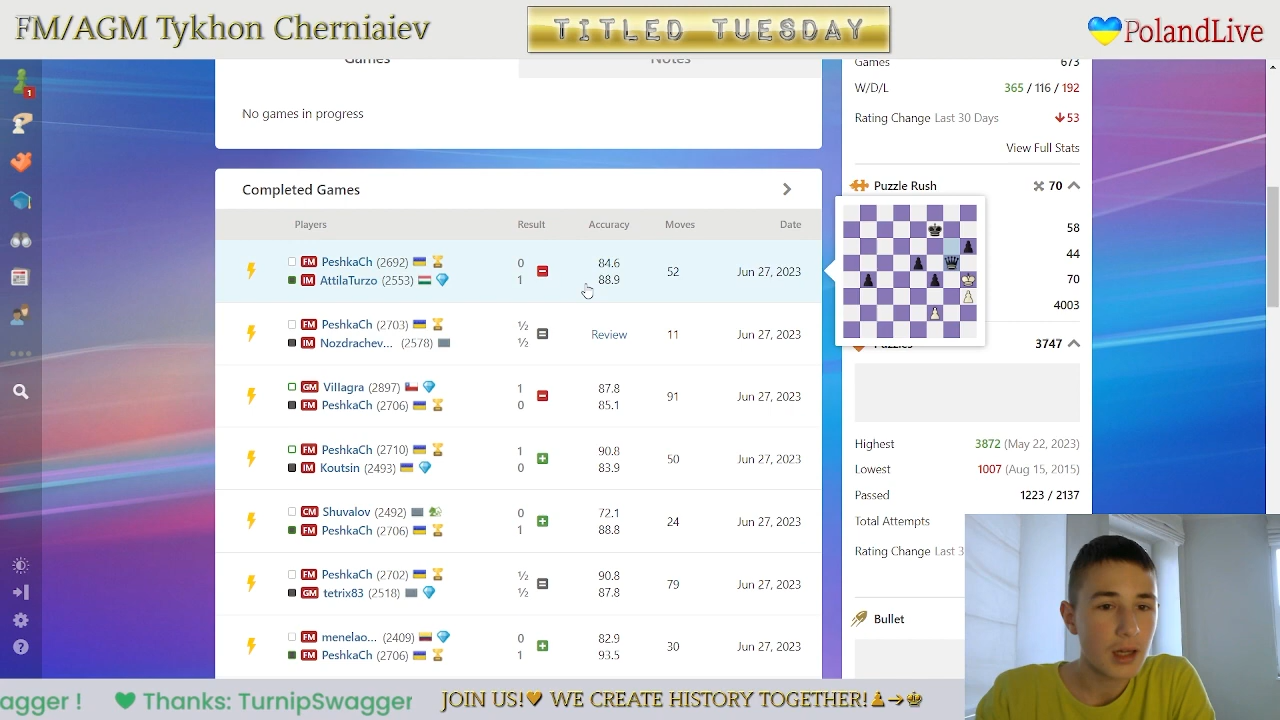 FM/AGM Tykhon Cherniaiev
TITLED TUESDAY
PolandLive
Games
Notes
No games in progress
Completed Games
Players Result Accuracy Moves Date
FM PeshkaCh (2692) 0 84.6
52 Jun 27, 2023
IM AttilaTurzo (2553) 1 88.9
FM PeshkaCh (2703) ½
Review 11 Jun 27, 2023
IM Nozdrachev... (2578) ½
GM Villagra (2897) 1 87.8
91 Jun 27, 2023
FM PeshkaCh (2706) 0 85.1
FM PeshkaCh (2710) 1 90.8
50 Jun 27, 2023
IM Koutsin (2493) 0 83.9
CM Shuvalov (2492) 0 72.1
24 Jun 27, 2023
FM PeshkaCh (2706) 1 88.8
FM PeshkaCh (2702) ½ 90.8
79 Jun 27, 2023
GM tetrix83 (2518) ½ 87.8
FM menelao... (2409) 0 82.9
30 Jun 27, 2023
FM PeshkaCh (2706) 1 93.5
Games 673
W/D/L 365 / 116 / 192
Rating Change Last 30 Days 53
View Full Stats
Puzzle Rush 70
58
44
70
4003
Puzzles 3747
Highest 3872 (May 22, 2023)
Lowest 1007 (Aug 15, 2015)
Passed 1223 / 2137
Total Attempts
Rating Change Last 3
Bullet
1
agger ! Thanks: TurnipSwagger
JOIN US! WE CREATE HISTORY TOGETHER!